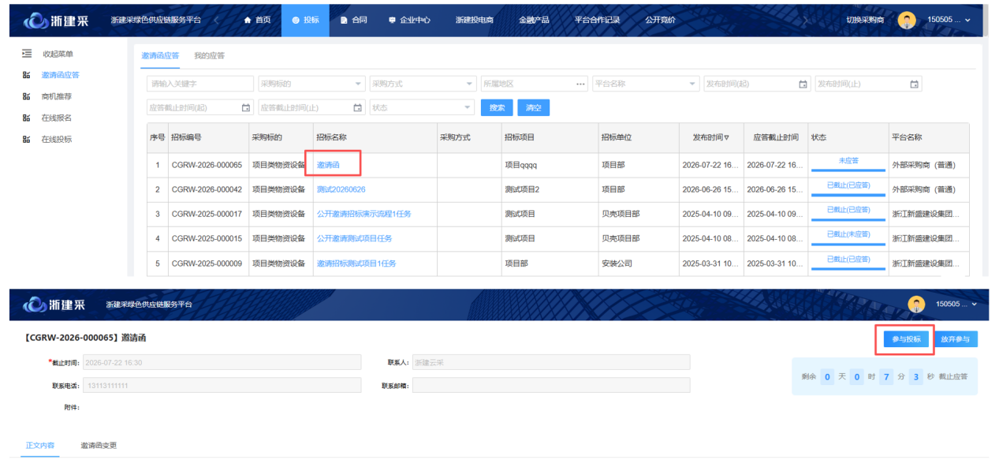 浙建采 浙建采绿色供应链服务平台 首页 投标 合同 企业中心 浙建投电商 金融产品 平台合作记录 公开竞价 切换采购商 150505 ...
收起菜单
邀请函应答
商机推荐
在线报名
在线投标
邀请函应答 我的应答
请输入关键字 采购标的 采购方式 所属地区 ... 平台名称 发布时间(起) 发布时间(止)
应答截止时间(起) 应答截止时间(止) 状态 搜索 清空
序号 招标编号 采购标的 招标名称 采购方式 招标项目 招标单位 发布时间 应答截止时间 状态 平台名称
1 CGRW-2026-000065 项目类物资设备 邀请函 项目qqqq 项目部 2026-07-22 16... 2026-07-22 16... 未应答 外部采购商（普通）
2 CGRW-2026-000042 项目类物资设备 测试20260626 测试项目2 项目部 2026-06-26 15... 2026-06-26 15... 已截止(已应答) 外部采购商（普通）
3 CGRW-2025-000017 项目类物资设备 公开邀请招标演示流程1任务 测试项目 贝壳项目部 2025-04-10 09... 2025-04-10 09... 已截止(已应答) 浙江新盛建设集团...
4 CGRW-2025-000015 项目类物资设备 公开邀请测试项目任务 测试项目 贝壳项目部 2025-04-10 08... 2025-04-10 08... 已截止(未应答) 浙江新盛建设集团...
5 CGRW-2025-000009 项目类物资设备 邀请招标测试项目1任务 项目部 安装公司 2025-03-31 10... 2025-03-31 10... 已截止(已应答) 浙江新盛建设集团...
浙建采 浙建采绿色供应链服务平台 150505 ...
【CGRW-2026-000065】邀请函 参与投标 放弃参与
*截止时间: 2026-07-22 16:30 联系人: 浙建云采
剩余 0 天 0 时 7 分 3 秒 截止应答
联系电话: 13113111111 联系邮箱:
附件:
正文内容 邀请函变更